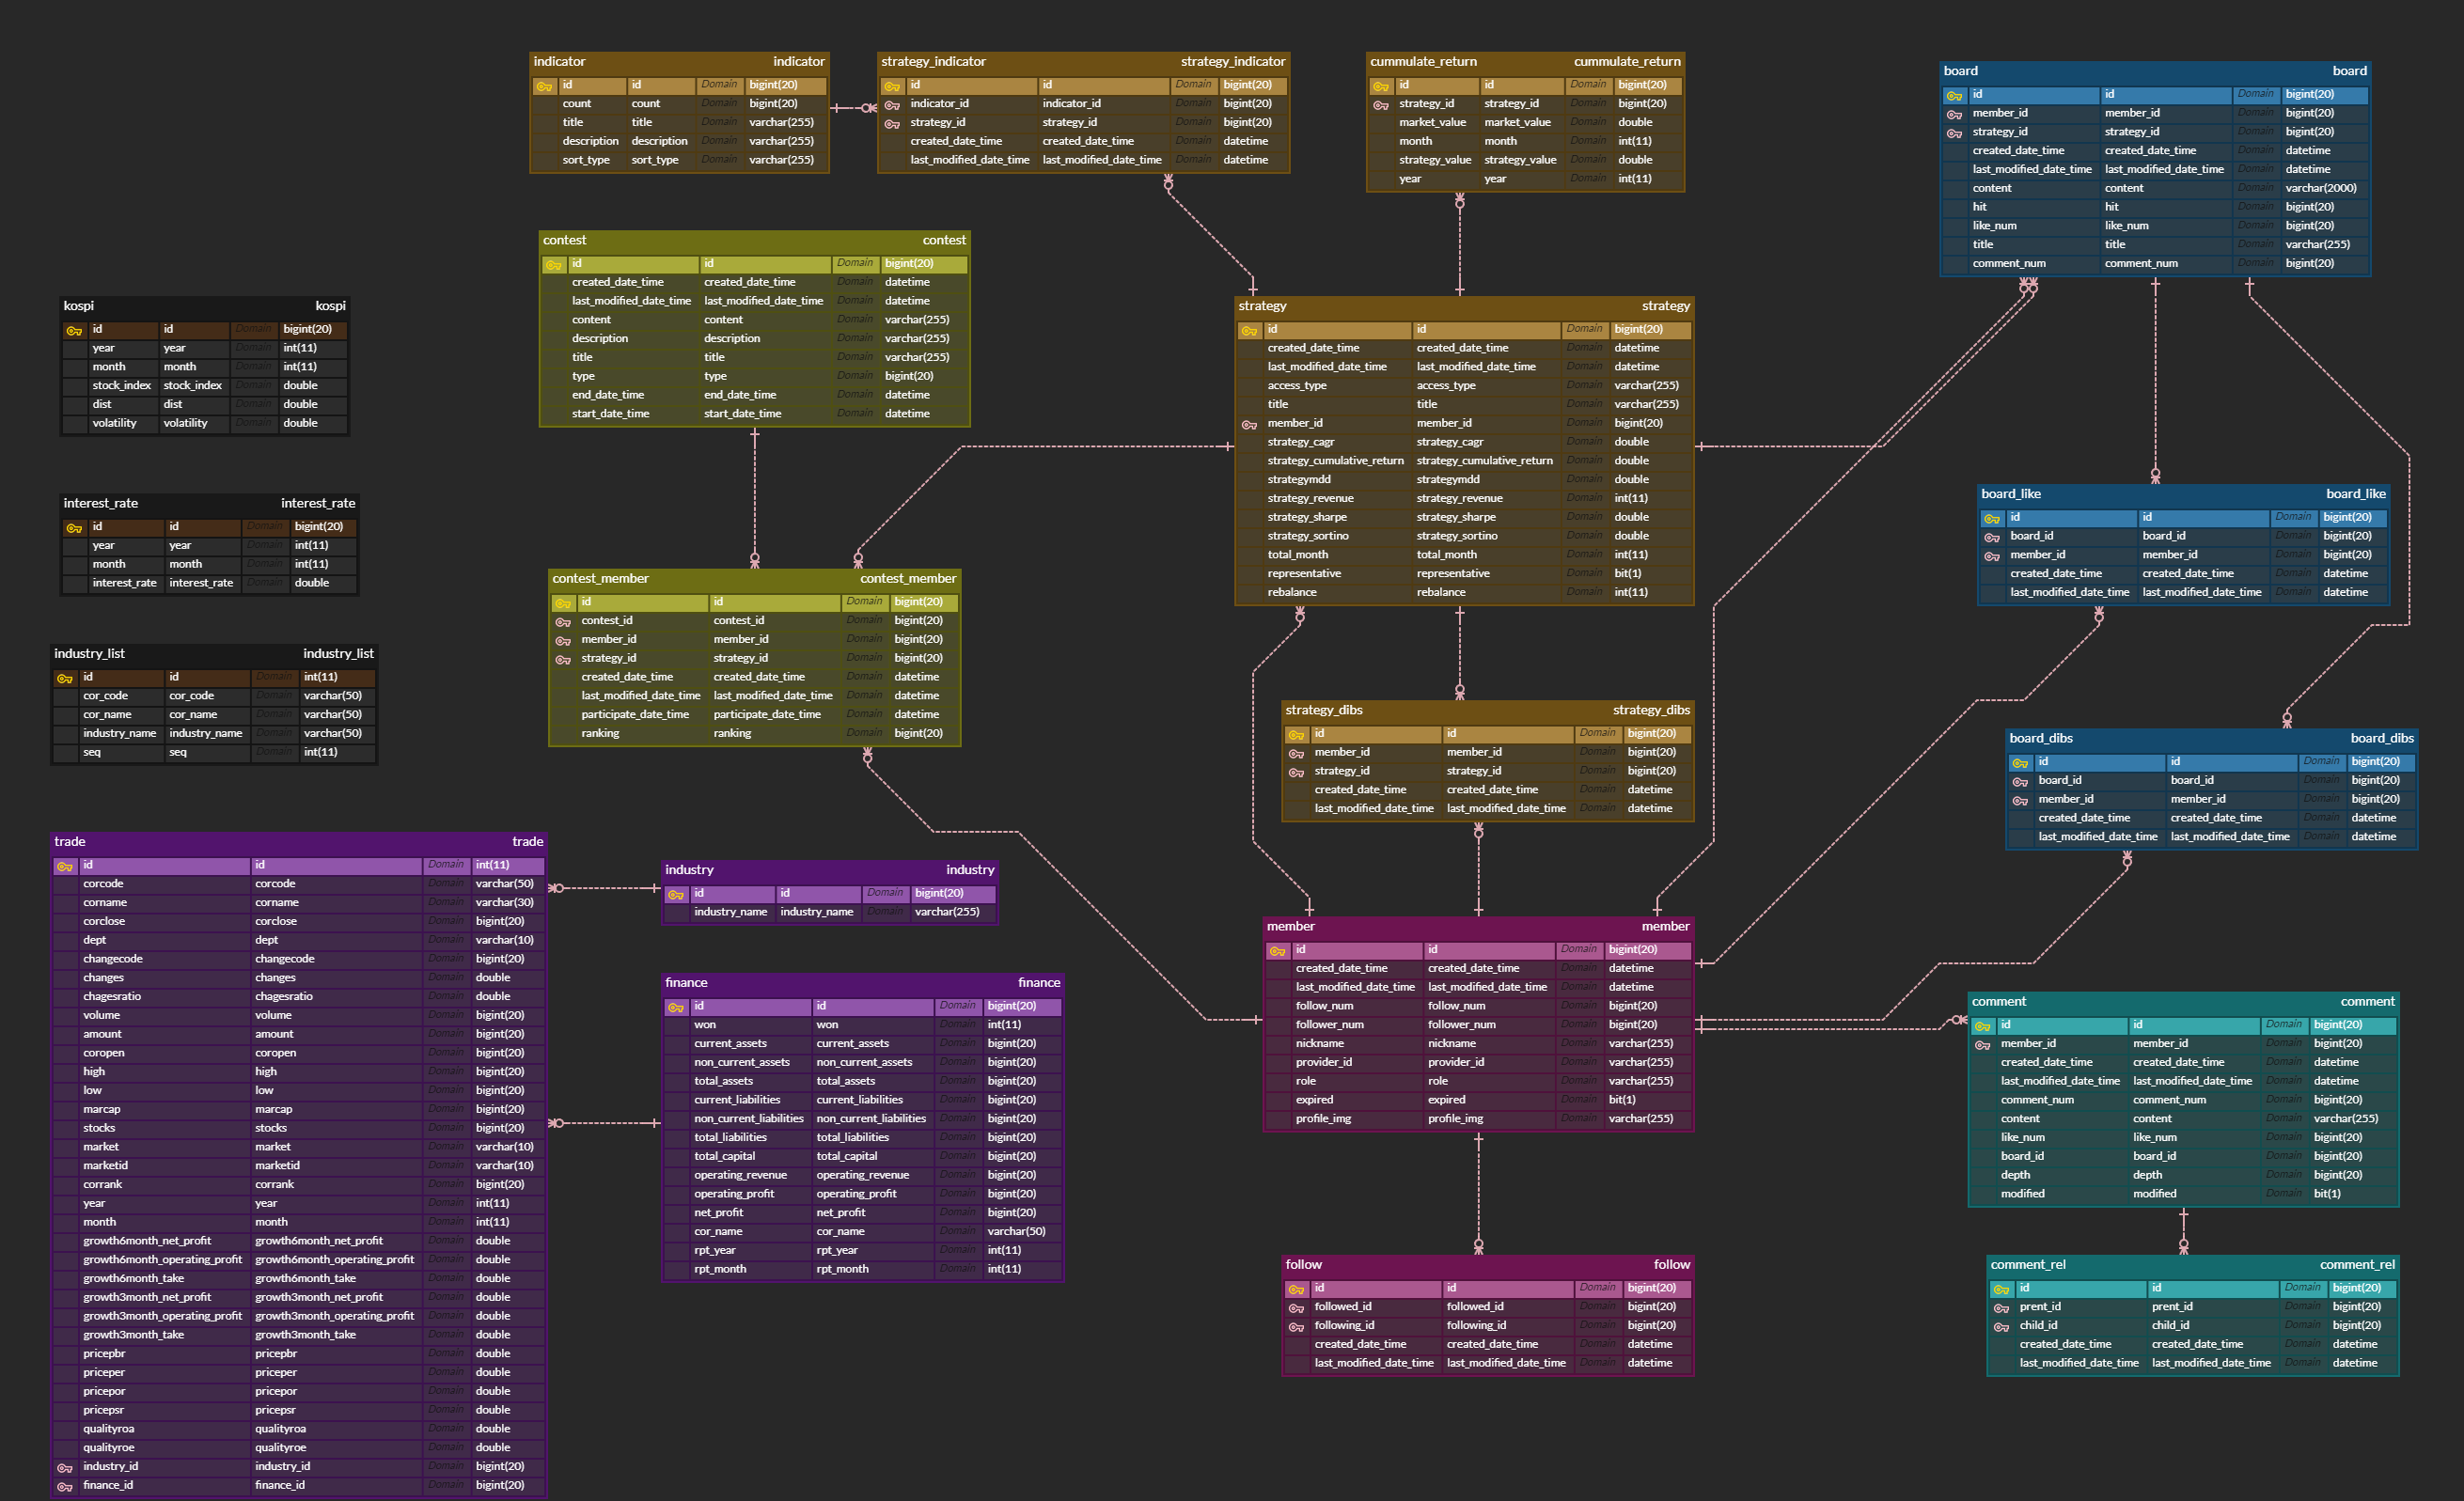 indicator indicator
id id Domain bigint(20)
count count Domain bigint(20)
title title Domain varchar(255)
description description Domain varchar(255)
sort_type sort_type Domain varchar(255)
strategy_indicator strategy_indicator
id id Domain bigint(20)
indicator_id indicator_id Domain bigint(20)
strategy_id strategy_id Domain bigint(20)
created_date_time created_date_time Domain datetime
last_modified_date_time last_modified_date_time Domain datetime
cummulate_return cummulate_return
id id Domain bigint(20)
strategy_id strategy_id Domain bigint(20)
market_value market_value Domain double
month month Domain int(11)
strategy_value strategy_value Domain double
year year Domain int(11)
board board
id id Domain bigint(20)
member_id member_id Domain bigint(20)
strategy_id strategy_id Domain bigint(20)
created_date_time created_date_time Domain datetime
last_modified_date_time last_modified_date_time Domain datetime
content content Domain varchar(2000)
hit hit Domain bigint(20)
like_num like_num Domain bigint(20)
title title Domain varchar(255)
comment_num comment_num Domain bigint(20)
contest contest
id id Domain bigint(20)
created_date_time created_date_time Domain datetime
last_modified_date_time last_modified_date_time Domain datetime
content content Domain varchar(255)
description description Domain varchar(255)
title title Domain varchar(255)
type type Domain bigint(20)
end_date_time end_date_time Domain datetime
start_date_time start_date_time Domain datetime
kospi kospi
id id Domain bigint(20)
year year Domain int(11)
month month Domain int(11)
stock_index stock_index Domain double
dist dist Domain double
volatility volatility Domain double
strategy strategy
id id Domain bigint(20)
created_date_time created_date_time Domain datetime
last_modified_date_time last_modified_date_time Domain datetime
access_type access_type Domain varchar(255)
title title Domain varchar(255)
member_id member_id Domain bigint(20)
strategy_cagr strategy_cagr Domain double
strategy_cumulative_return strategy_cumulative_return Domain double
strategymdd strategymdd Domain double
strategy_revenue strategy_revenue Domain int(11)
strategy_sharpe strategy_sharpe Domain double
strategy_sortino strategy_sortino Domain double
total_month total_month Domain int(11)
representative representative Domain bit(1)
rebalance rebalance Domain int(11)
interest_rate interest_rate
id id Domain bigint(20)
year year Domain int(11)
month month Domain int(11)
interest_rate interest_rate Domain double
board_like board_like
id id Domain bigint(20)
board_id board_id Domain bigint(20)
member_id member_id Domain bigint(20)
created_date_time created_date_time Domain datetime
last_modified_date_time last_modified_date_time Domain datetime
contest_member contest_member
id id Domain bigint(20)
contest_id contest_id Domain bigint(20)
member_id member_id Domain bigint(20)
strategy_id strategy_id Domain bigint(20)
created_date_time created_date_time Domain datetime
last_modified_date_time last_modified_date_time Domain datetime
participate_date_time participate_date_time Domain datetime
ranking ranking Domain bigint(20)
industry_list industry_list
id id Domain int(11)
cor_code cor_code Domain varchar(50)
cor_name cor_name Domain varchar(50)
industry_name industry_name Domain varchar(50)
seq seq Domain int(11)
strategy_dibs strategy_dibs
id id Domain bigint(20)
member_id member_id Domain bigint(20)
strategy_id strategy_id Domain bigint(20)
created_date_time created_date_time Domain datetime
last_modified_date_time last_modified_date_time Domain datetime
board_dibs board_dibs
id id Domain bigint(20)
board_id board_id Domain bigint(20)
member_id member_id Domain bigint(20)
created_date_time created_date_time Domain datetime
last_modified_date_time last_modified_date_time Domain datetime
trade trade
id id Domain int(11)
corcode corcode Domain varchar(50)
corname corname Domain varchar(30)
corclose corclose Domain bigint(20)
dept dept Domain varchar(10)
changecode changecode Domain bigint(20)
changes changes Domain double
chagesratio chagesratio Domain double
volume volume Domain bigint(20)
amount amount Domain bigint(20)
coropen coropen Domain bigint(20)
high high Domain bigint(20)
low low Domain bigint(20)
marcap marcap Domain bigint(20)
stocks stocks Domain bigint(20)
market market Domain varchar(10)
marketid marketid Domain varchar(10)
corrank corrank Domain bigint(20)
year year Domain int(11)
month month Domain int(11)
growth6month_net_profit growth6month_net_profit Domain double
growth6month_operating_profit growth6month_operating_profit Domain double
growth6month_take growth6month_take Domain double
growth3month_net_profit growth3month_net_profit Domain double
growth3month_operating_profit growth3month_operating_profit Domain double
growth3month_take growth3month_take Domain double
pricepbr pricepbr Domain double
priceper priceper Domain double
pricepor pricepor Domain double
pricepsr pricepsr Domain double
qualityroa qualityroa Domain double
qualityroe qualityroe Domain double
industry_id industry_id Domain bigint(20)
finance_id finance_id Domain bigint(20)
industry industry
id id Domain bigint(20)
industry_name industry_name Domain varchar(255)
finance finance
id id Domain bigint(20)
won won Domain int(11)
current_assets current_assets Domain bigint(20)
non_current_assets non_current_assets Domain bigint(20)
total_assets total_assets Domain bigint(20)
current_liabilities current_liabilities Domain bigint(20)
non_current_liabilities non_current_liabilities Domain bigint(20)
total_liabilities total_liabilities Domain bigint(20)
total_capital total_capital Domain bigint(20)
operating_revenue operating_revenue Domain bigint(20)
operating_profit operating_profit Domain bigint(20)
net_profit net_profit Domain bigint(20)
cor_name cor_name Domain varchar(50)
rpt_year rpt_year Domain int(11)
rpt_month rpt_month Domain int(11)
member member
id id Domain bigint(20)
created_date_time created_date_time Domain datetime
last_modified_date_time last_modified_date_time Domain datetime
follow_num follow_num Domain bigint(20)
follower_num follower_num Domain bigint(20)
nickname nickname Domain varchar(255)
provider_id provider_id Domain varchar(255)
role role Domain varchar(255)
expired expired Domain bit(1)
profile_img profile_img Domain varchar(255)
comment comment
id id Domain bigint(20)
member_id member_id Domain bigint(20)
created_date_time created_date_time Domain datetime
last_modified_date_time last_modified_date_time Domain datetime
comment_num comment_num Domain bigint(20)
content content Domain varchar(255)
like_num like_num Domain bigint(20)
board_id board_id Domain bigint(20)
depth depth Domain bigint(20)
modified modified Domain bit(1)
follow follow
id id Domain bigint(20)
followed_id followed_id Domain bigint(20)
following_id following_id Domain bigint(20)
created_date_time created_date_time Domain datetime
last_modified_date_time last_modified_date_time Domain datetime
comment_rel comment_rel
id id Domain bigint(20)
prent_id prent_id Domain bigint(20)
child_id child_id Domain bigint(20)
created_date_time created_date_time Domain datetime
last_modified_date_time last_modified_date_time Domain datetime